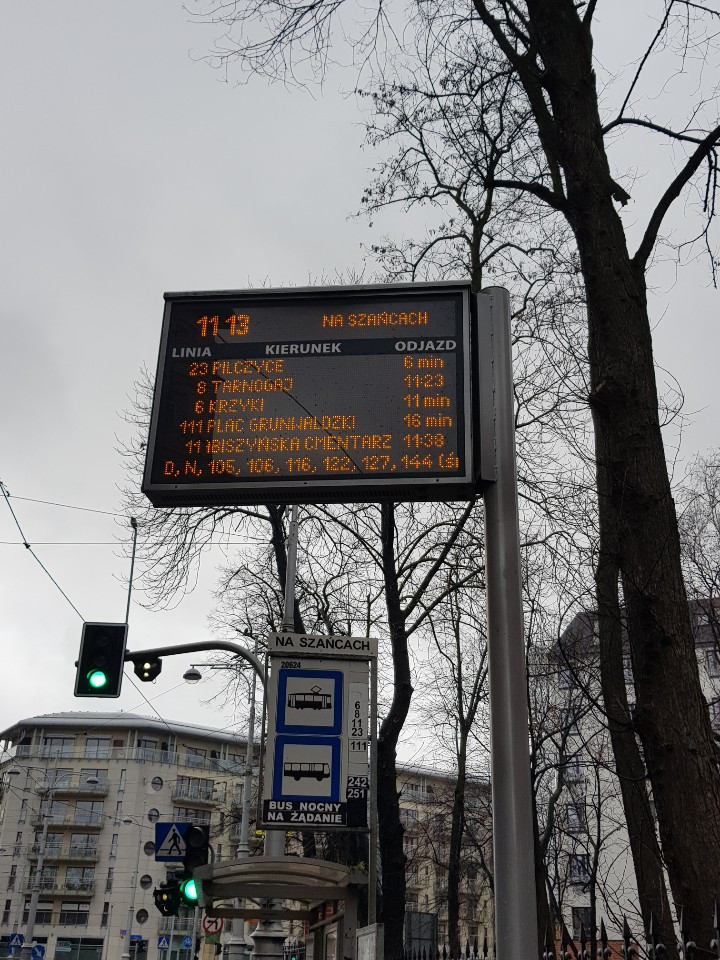 11:13 NA SZAŃCACH
LINIA KIERUNEK ODJAZD
23 PILCZYCE 6 min
8 TARNOGAJ 11:23
6 KRZYKI 11 min
111 PLAC GRUNWALDZKI 16 min
11 IBISZYŃSKA CMENTARZ 11:38
D, N, 105, 106, 116, 122, 127, 144 (śl
NA SZAŃCACH
20624
6
8
11
23
111
242
251
BUS NOCNY
NA ŻĄDANIE